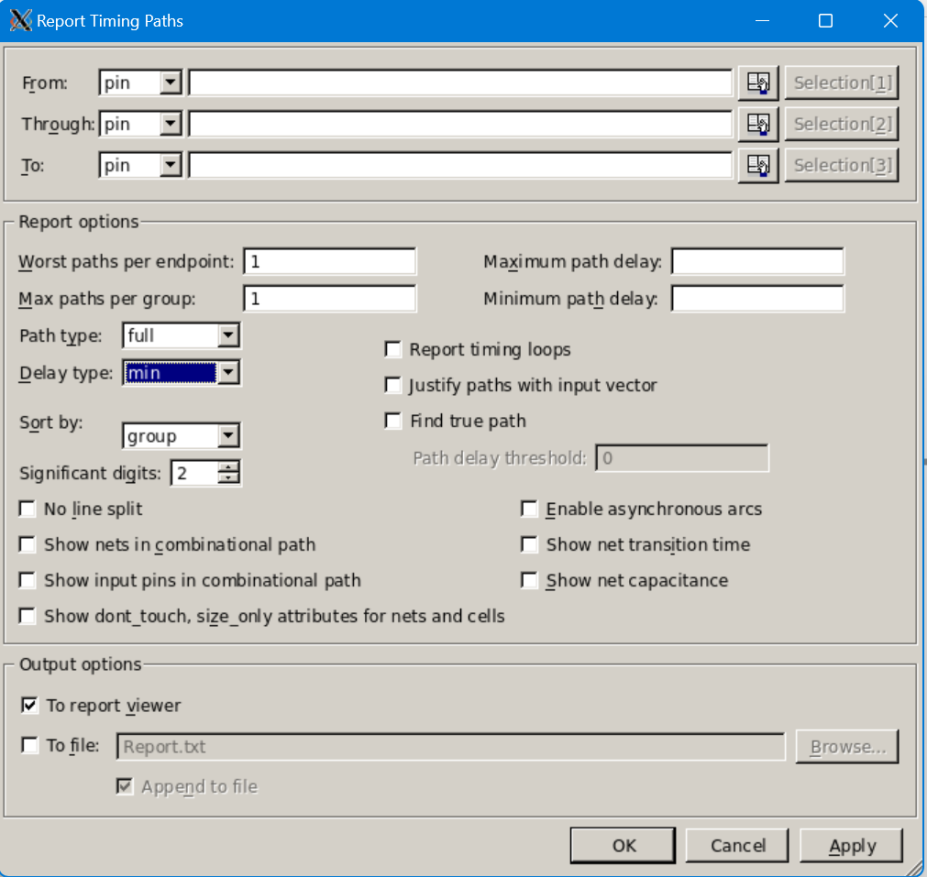 Report Timing Paths
From: pin Selection[1]
Through: pin Selection[2]
To: pin Selection[3]
Report options
Worst paths per endpoint: 1 Maximum path delay:
Max paths per group: 1 Minimum path delay:
Path type: full
Report timing loops
Delay type: min
Justify paths with input vector
Sort by: group
Find true path
Path delay threshold: 0
Significant digits: 2
No line split Enable asynchronous arcs
Show nets in combinational path Show net transition time
Show input pins in combinational path Show net capacitance
Show dont_touch, size_only attributes for nets and cells
Output options
To report viewer
To file: Report.txt Browse...
Append to file
OK Cancel Apply